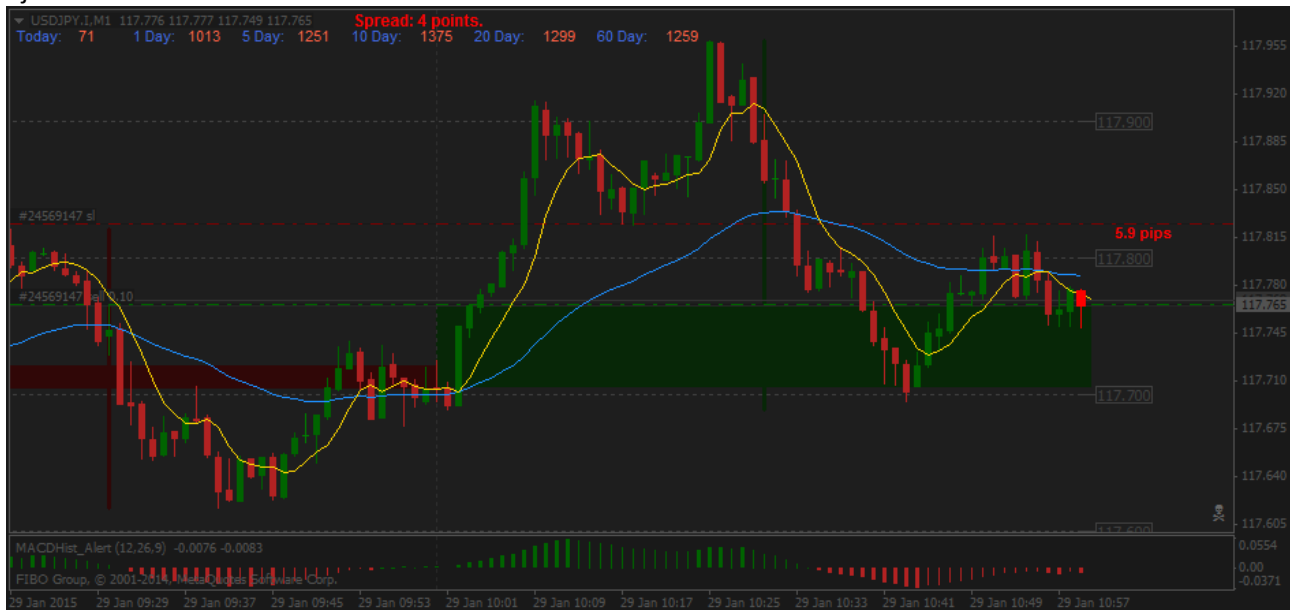 USDJPY.I,M1 117.776 117.777 117.749 117.765 Spread: 4 points.
Today: 71 1 Day: 1013 5 Day: 1251 10 Day: 1375 20 Day: 1299 60 Day: 1259
117.955
117.920
117.900
117.885
117.850
#24569147 sl
5.9 pips
117.815
117.800
117.780
#24569147 sell 0.10
117.765
117.745
117.710
117.700
117.675
117.640
117.605
117.600
MACDHist_Alert (12,26,9) -0.0076 -0.0083
0.0554
0.00
-0.0371
FIBO Group, © 2001-2014, MetaQuotes Software Corp.
29 Jan 2015 29 Jan 09:29 29 Jan 09:37 29 Jan 09:45 29 Jan 09:53 29 Jan 10:01 29 Jan 10:09 29 Jan 10:17 29 Jan 10:25 29 Jan 10:33 29 Jan 10:41 29 Jan 10:49 29 Jan 10:57